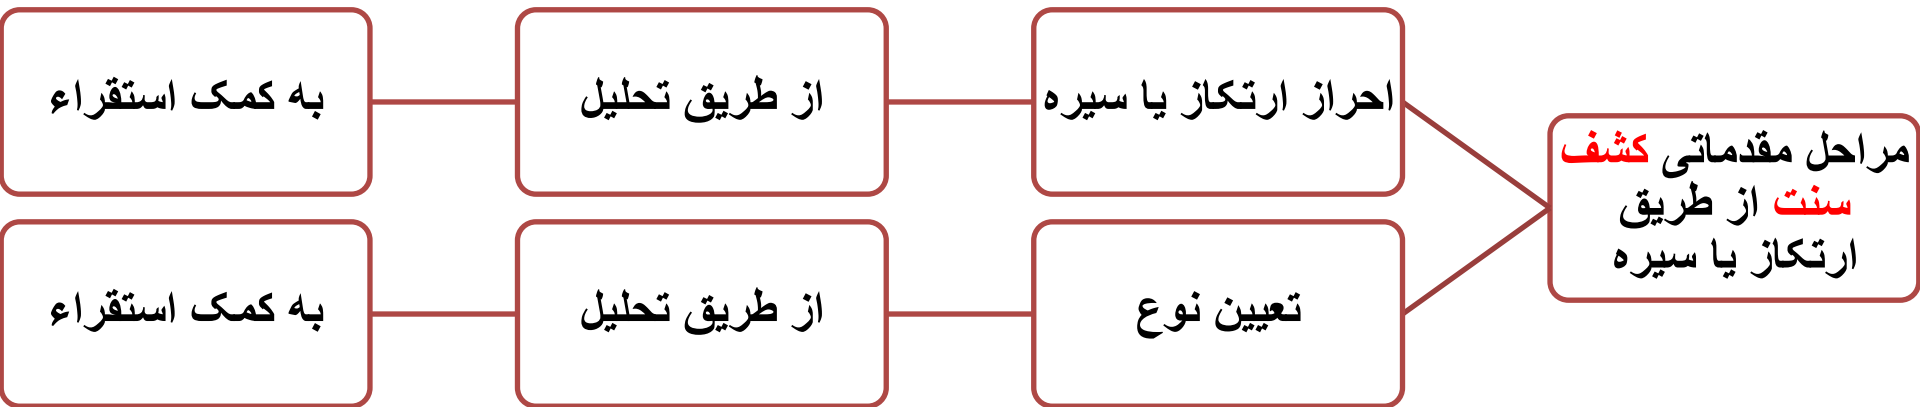 مراحل مقدماتی کشف
سنت از طریق
ارتکاز یا سیره
احراز ارتکاز یا سیره
از طریق تحلیل
به کمک استقراء
تعیین نوع
از طریق تحلیل
به کمک استقراء